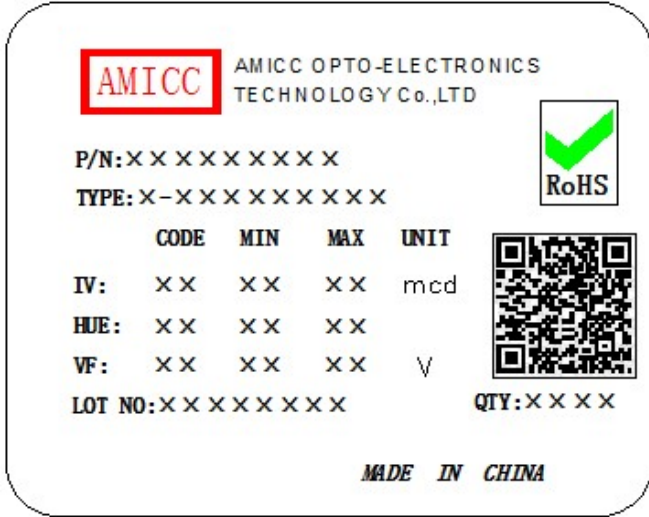 AMICC
AMICC OPTO-ELECTRONICS
TECHNOLOGY Co.,LTD
RoHS
P/N:×××××××××
TYPE:×-×××××××××
CODE MIN MAX UNIT
IV: ×× ×× ×× mcd
HUE: ×× ×× ××
VF: ×× ×× ×× V
LOT NO:××××××××
QTY:××××
MADE IN CHINA